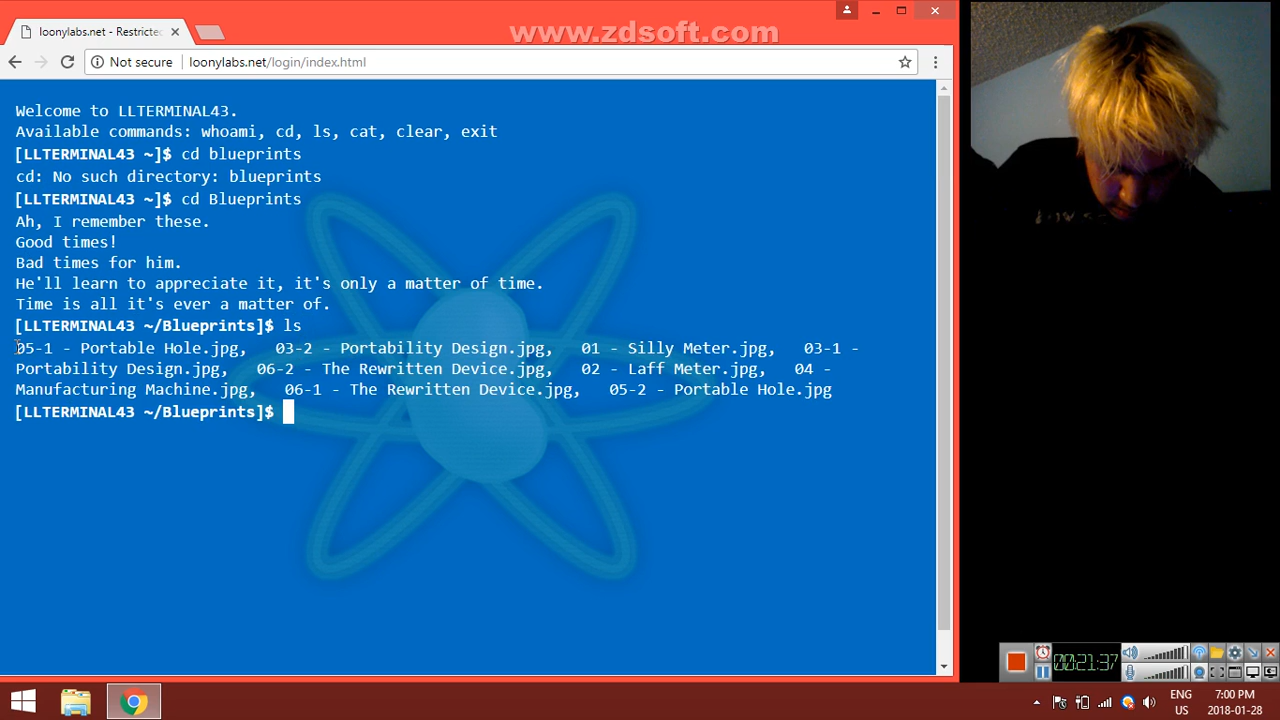 www.zdsoft.com
loonylabs.net - Restricte
Not secure loonylabs.net/login/index.html
Welcome to LLTERMINAL43.
Available commands: whoami, cd, ls, cat, clear, exit
[LLTERMINAL43 ~]$ cd blueprints
cd: No such directory: blueprints
[LLTERMINAL43 ~]$ cd Blueprints
Ah, I remember these.
Good times!
Bad times for him.
He'll learn to appreciate it, it's only a matter of time.
Time is all it's ever a matter of.
[LLTERMINAL43 ~/Blueprints]$ ls
05-1 - Portable Hole.jpg, 03-2 - Portability Design.jpg, 01 - Silly Meter.jpg, 03-1 -
Portability Design.jpg, 06-2 - The Rewritten Device.jpg, 02 - Laff Meter.jpg, 04 -
Manufacturing Machine.jpg, 06-1 - The Rewritten Device.jpg, 05-2 - Portable Hole.jpg
[LLTERMINAL43 ~/Blueprints]$
00:21:37
ENG 7:00 PM
US 2018-01-28